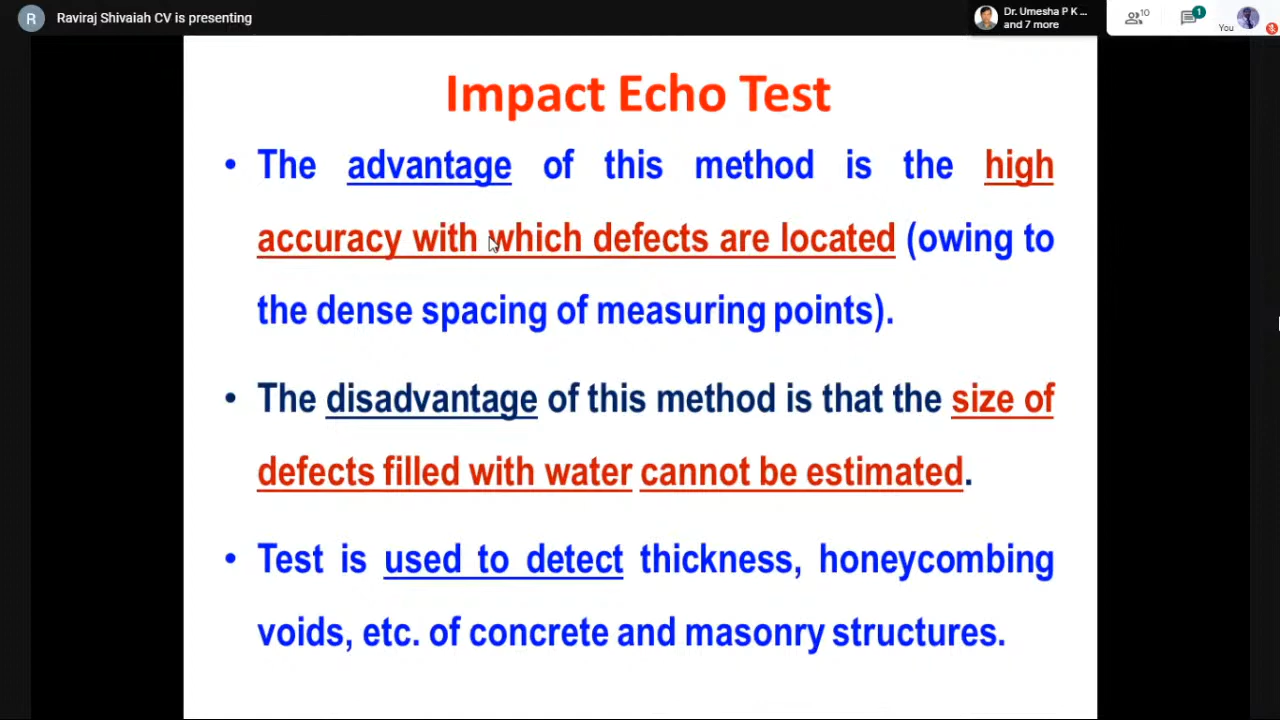 R Raviraj Shivaiah CV is presenting
Dr. Umesha P K ...
and 7 more
10
1
You
Impact Echo Test
• The advantage of this method is the high
accuracy with which defects are located (owing to
the dense spacing of measuring points).
• The disadvantage of this method is that the size of
defects filled with water cannot be estimated.
• Test is used to detect thickness, honeycombing
voids, etc. of concrete and masonry structures.